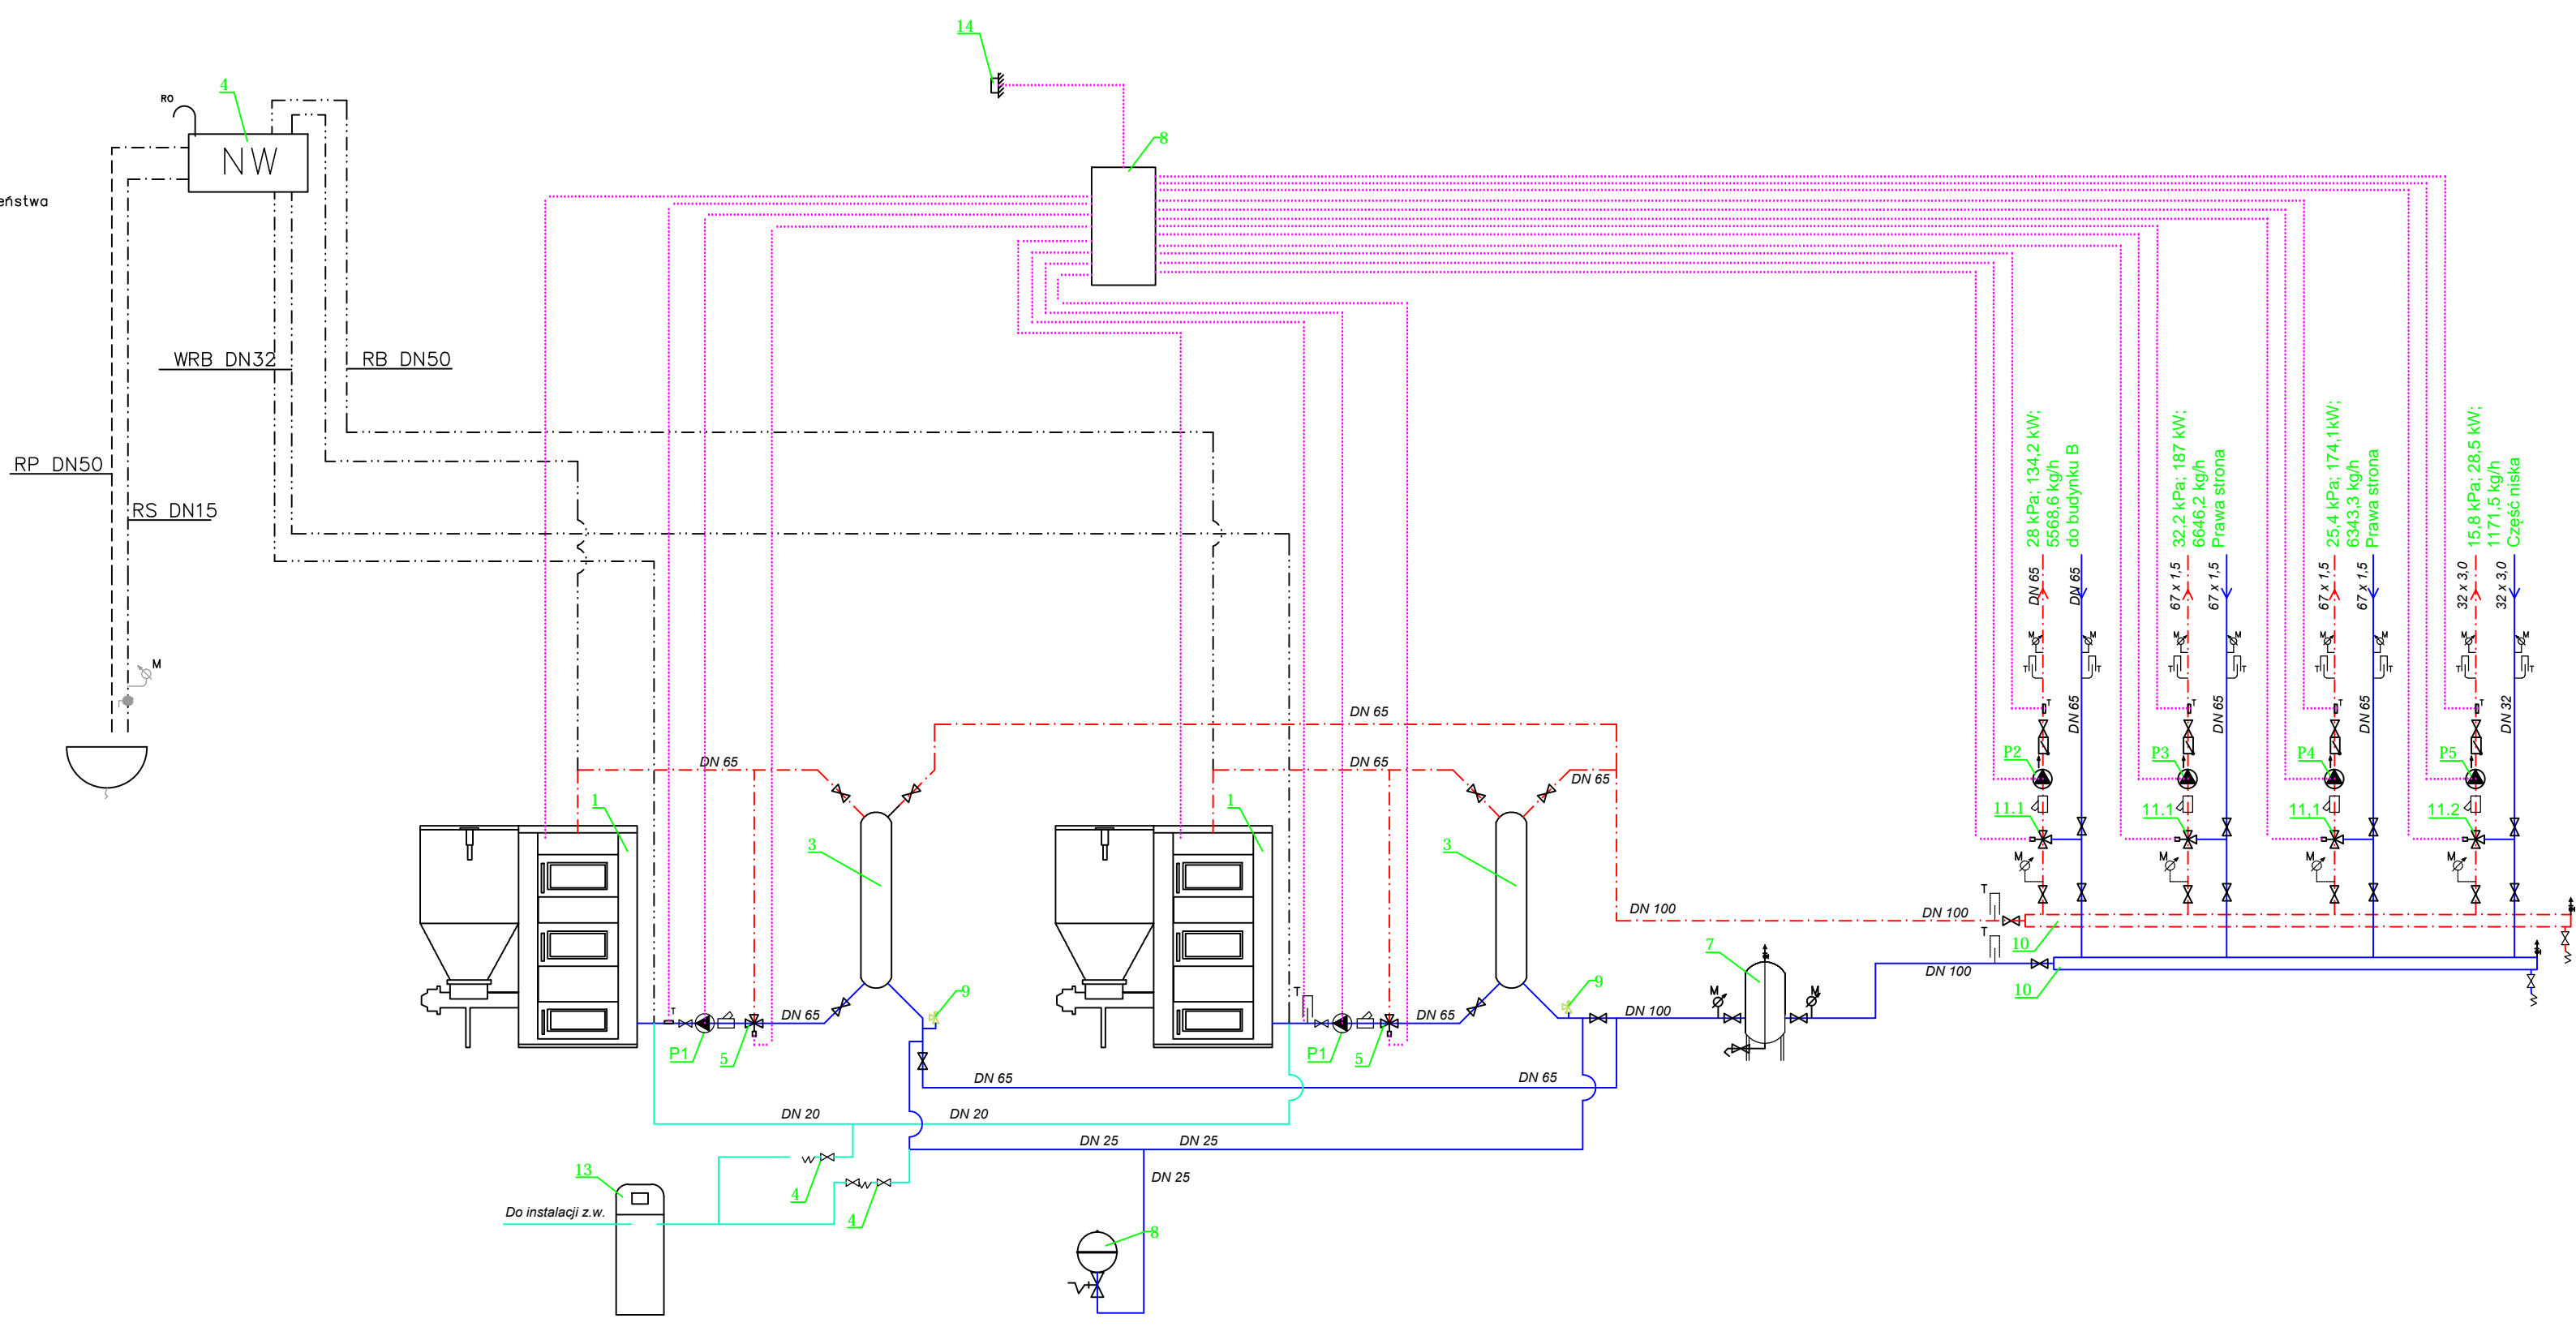 14
4
RO
NW
8
eństwa
WRB DN32
RB DN50
RP DN50
RS DN15
M
28 kPa; 134,2 kW;
5568,6 kg/h
do budynku B
32,2 kPa; 187 kW;
6646,2 kg/h
Prawa strona
25,4 kPa; 174,1kW;
6343,3 kg/h
Prawa strona
15,8 kPa; 28,5 kW;
1171,5 kg/h
Część niska
DN 65
DN 65
67 x 1,5
67 x 1,5
67 x 1,5
67 x 1,5
32 x 3,0
32 x 3,0
M
M
M
M
M
M
M
M
T
T
T
T
T
T
T
T
DN 65
DN 65
DN 65
DN 32
T
T
T
T
P2
P3
P4
P5
11.1
11.1
11,1
11.2
M
M
M
M
DN 65
DN 65
DN 65
DN 65
1
3
1
3
DN 100
DN 100
T
T
10
10
DN 100
7
M
M
9
9
T
T
DN 65
DN 65
DN 100
P1
5
P1
5
DN 65
DN 65
DN 20
DN 20
DN 25
DN 25
DN 25
13
4
4
Do instalacji z.w.
8